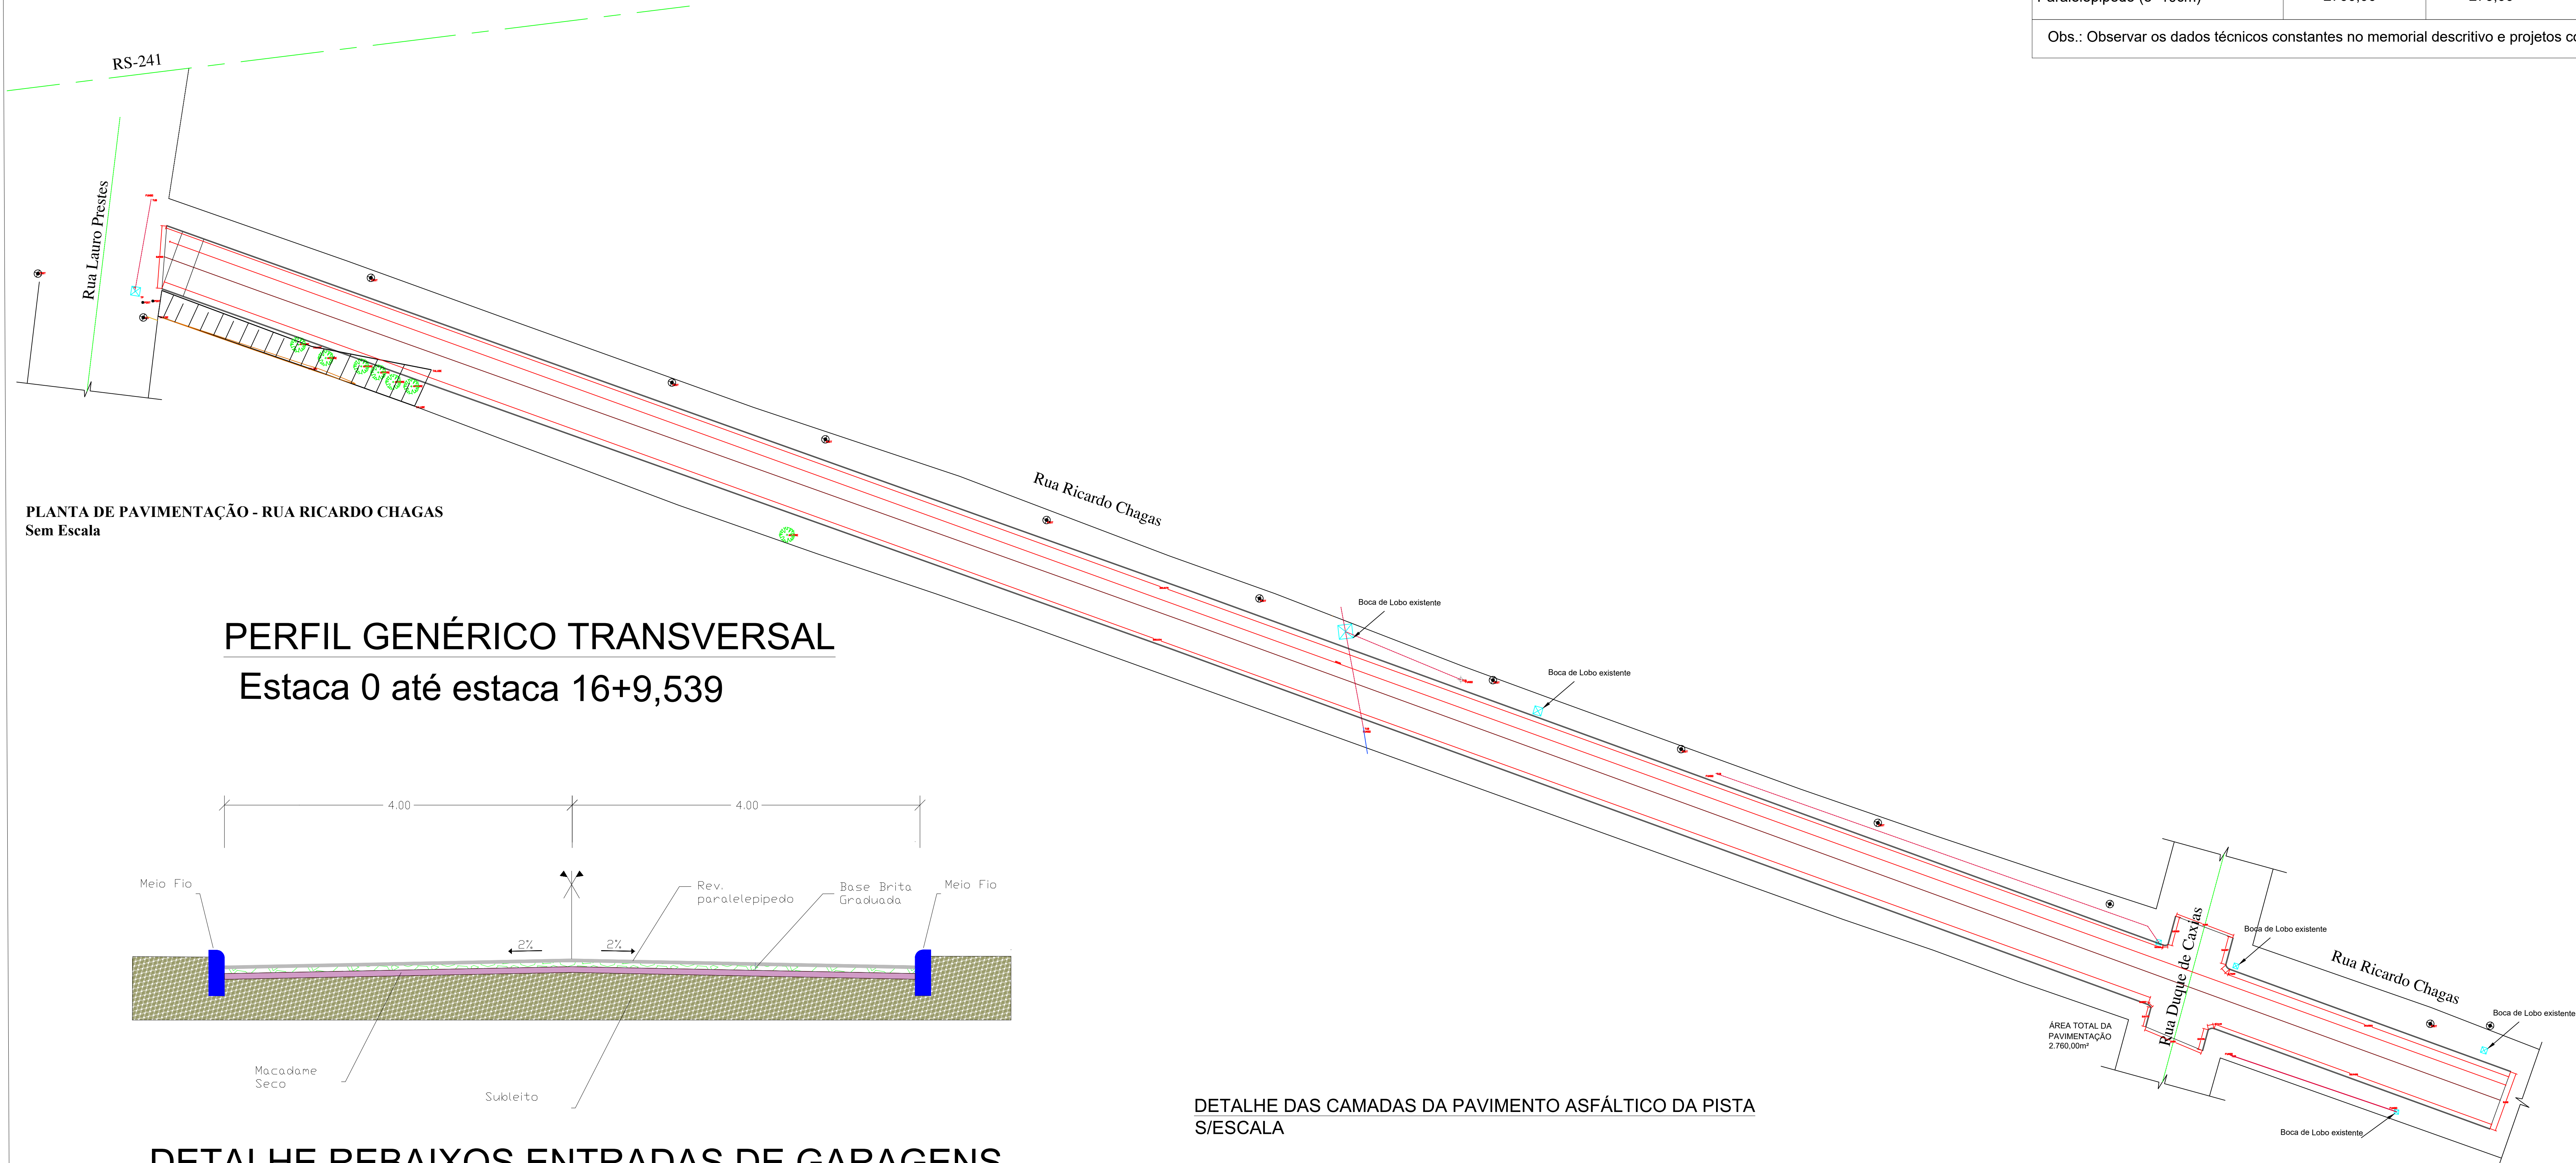 Obs.: Observar os dados técnicos constantes no memorial descritivo e projetos
RS-241
Rua Lauro Prestes
Rua Ricardo Chagas
PLANTA DE PAVIMENTAÇÃO - RUA RICARDO CHAGAS
Sem Escala
PERFIL GENÉRICO TRANSVERSAL
Estaca 0 até estaca 16+9,539
Boca de Lobo existente
Boca de Lobo existente
4.00
4.00
Meio Fio
Rev.
paralelepipedo
Base Brita
Graduada
Meio Fio
2%
2%
Macadame
Seco
Subleito
Rua Duque de Caxias
Boca de Lobo existente
Rua Ricardo Chagas
Boca de Lobo existente
ÁREA TOTAL DA
PAVIMENTAÇÃO
2.760,00m²
Boca de Lobo existente
DETALHE DAS CAMADAS DA PAVIMENTO ASFÁLTICO DA PISTA
S/ESCALA
DETALHE REBAIXOS ENTRADAS DE GARAGENS